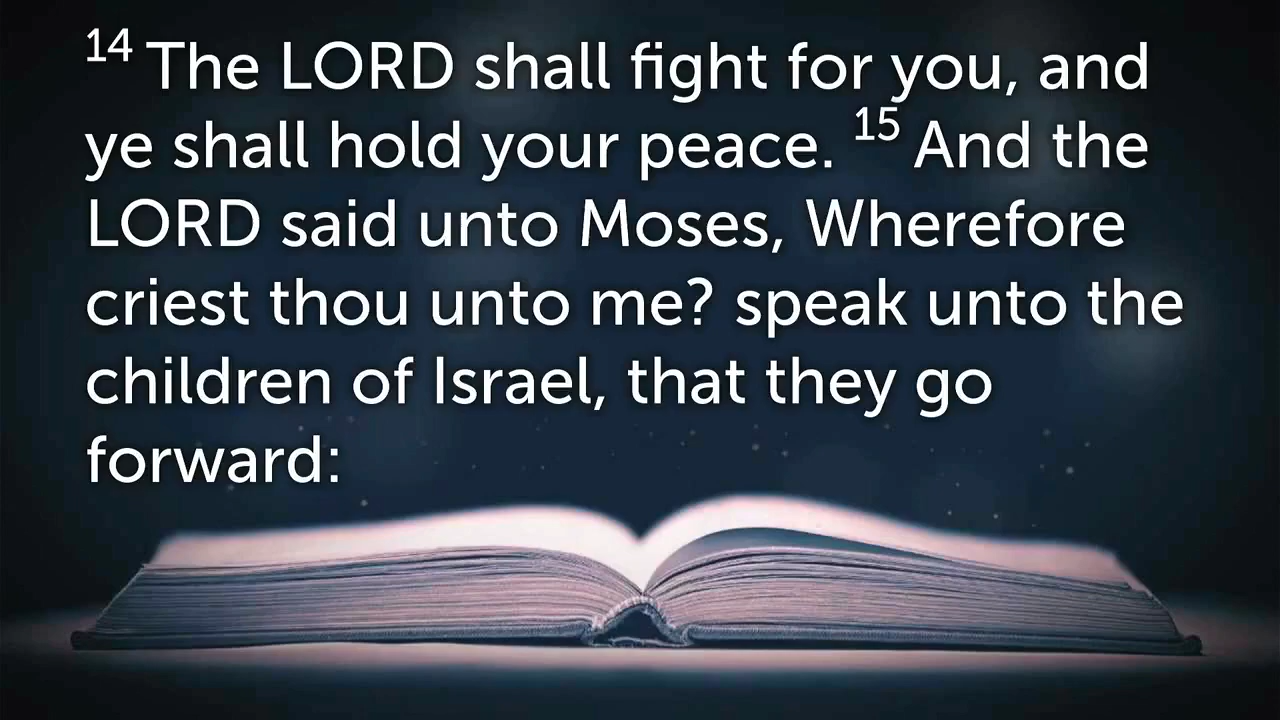 14 The LORD shall fight for you, and
ye shall hold your peace. 15 And the
LORD said unto Moses, Wherefore
criest thou unto me? speak unto the
children of Israel, that they go
forward: